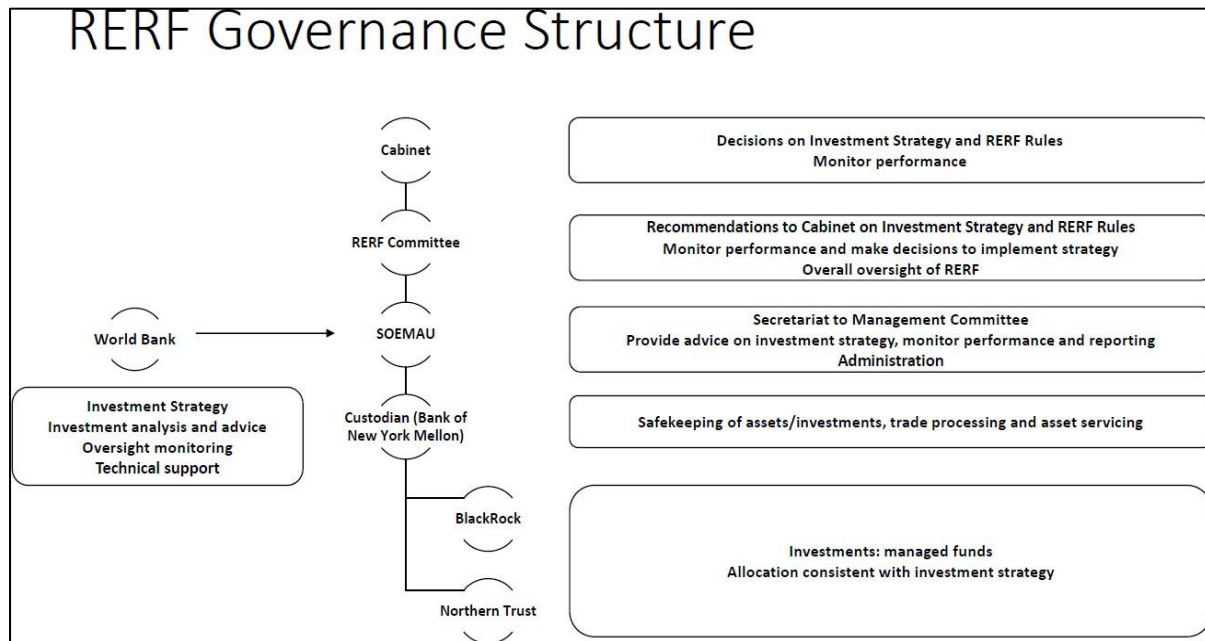 RERF Governance Structure
Cabinet
Decisions on Investment Strategy and RERF Rules
Monitor performance
RERF Committee
Recommendations to Cabinet on Investment Strategy and RERF Rules
Monitor performance and make decisions to implement strategy
Overall oversight of RERF
World Bank
SOEMAU
Secretariat to Management Committee
Provide advice on investment strategy, monitor performance and reporting
Administration
Investment Strategy
Investment analysis and advice
Oversight monitoring
Technical support
Custodian (Bank of
New York Mellon)
Safekeeping of assets/investments, trade processing and asset servicing
BlackRock
Investments: managed funds
Allocation consistent with investment strategy
Northern Trust